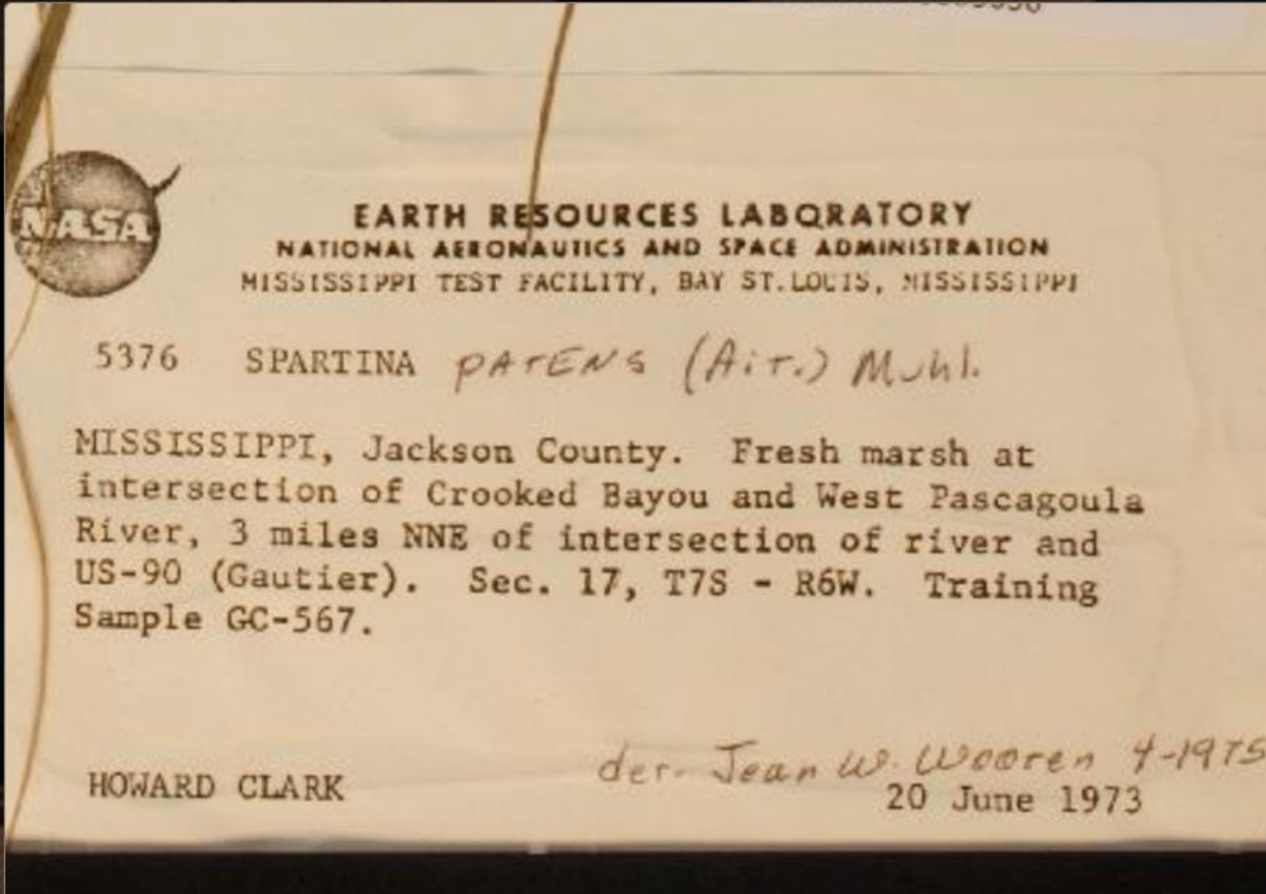 NASA
EARTH RESOURCES LABORATORY
NATIONAL AERONAUTICS AND SPACE ADMINISTRATION
MISSISSIPPI TEST FACILITY, BAY ST.LOUIS, MISSISSIPPI
5376 SPARTINA PATENS (Ait.) Muhl.
MISSISSIPPI, Jackson County. Fresh marsh at
intersection of Crooked Bayou and West Pascagoula
River, 3 miles NNE of intersection of river and
US-90 (Gautier). Sec. 17, T7S - R6W. Training
Sample GC-567.
det. Jean W. Wooten 4-1975
HOWARD CLARK
20 June 1973